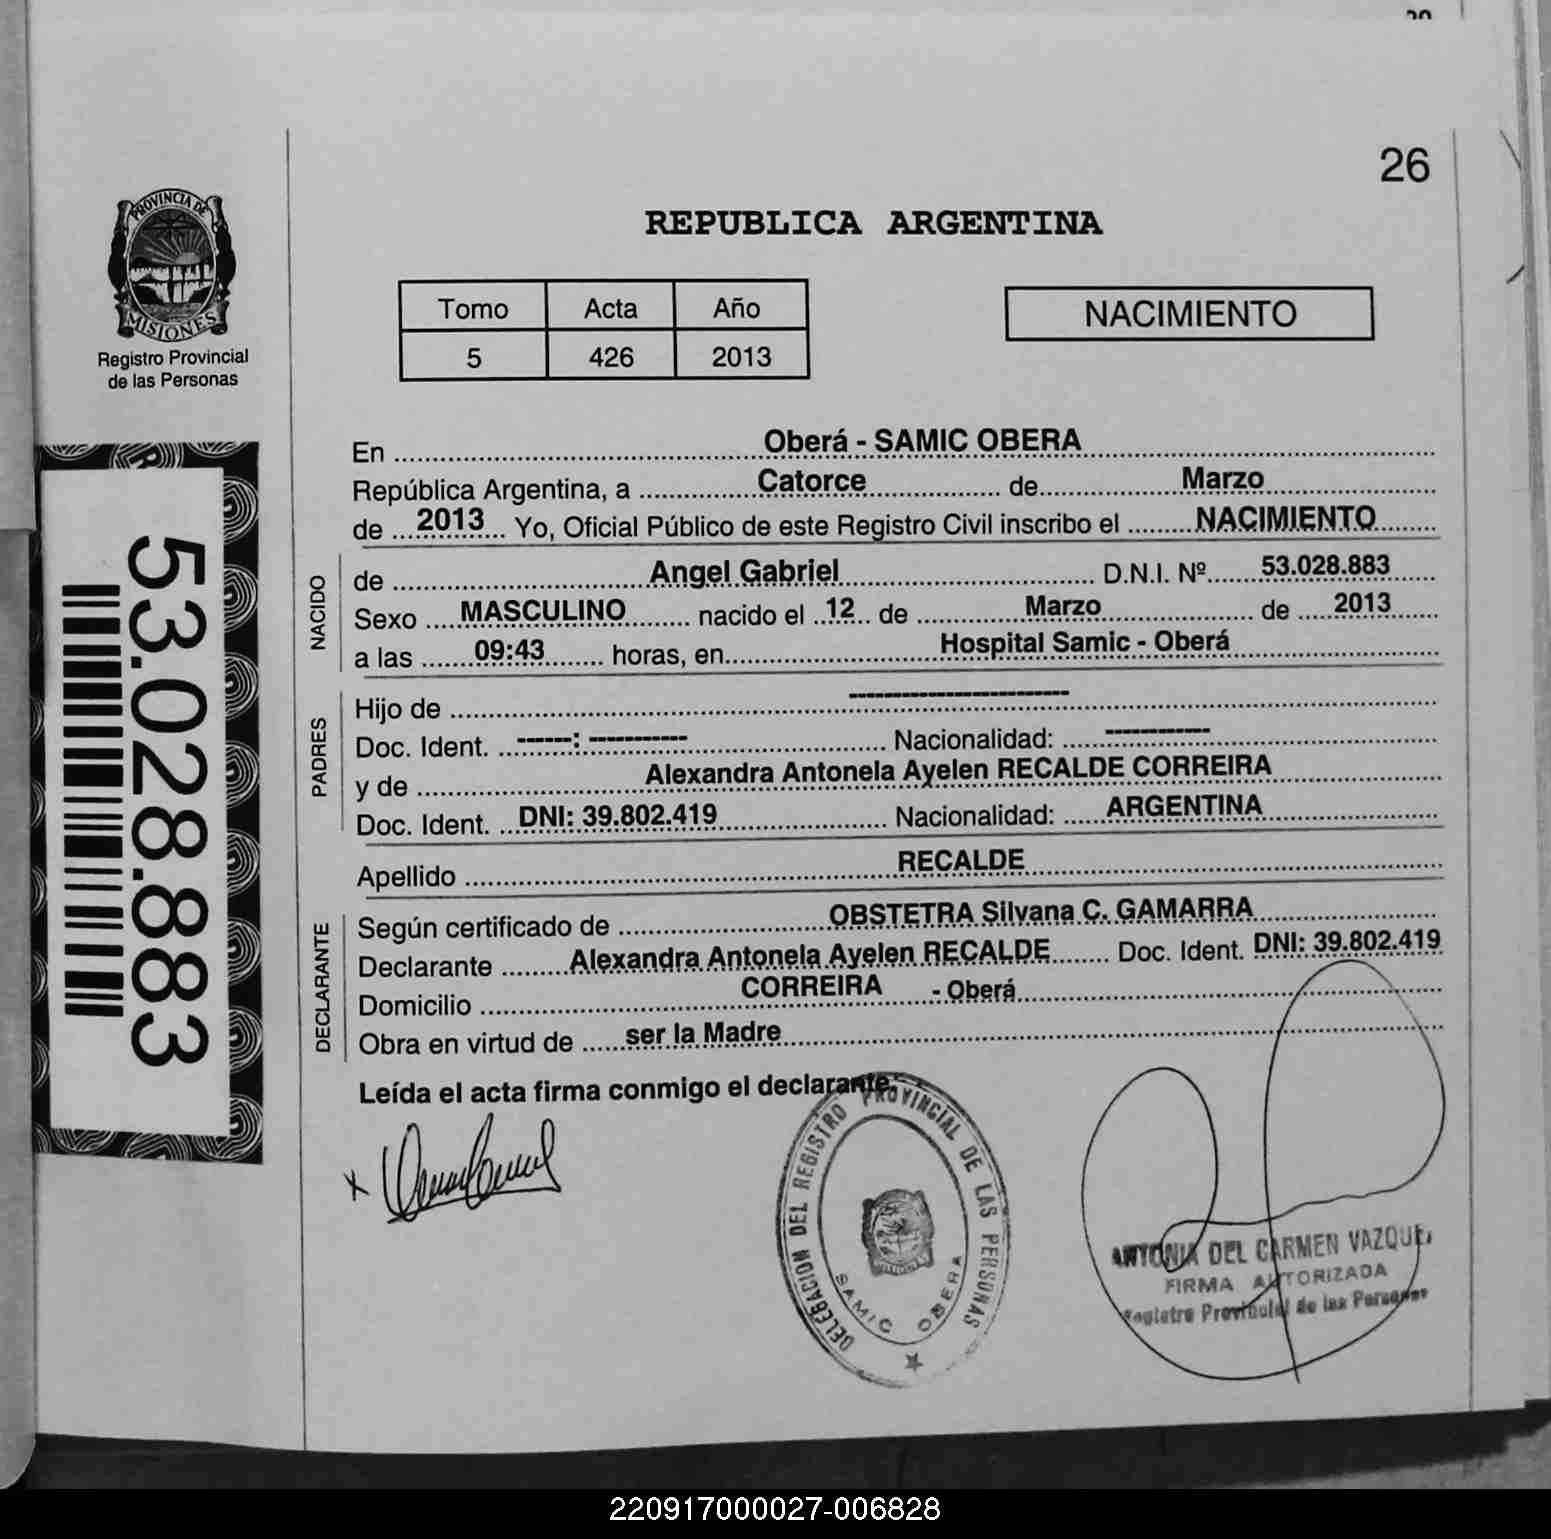 26
PROVINCIA DE
MISIONES
Registro Provincial
de las Personas
REPUBLICA ARGENTINA
Tomo Acta Año
5 426 2013
NACIMIENTO
53.028.883
En Oberá - SAMIC OBERA
República Argentina, a Catorce de Marzo
de 2013 Yo, Oficial Público de este Registro Civil inscribo el NACIMIENTO
NACIDO
de Angel Gabriel D.N.I. Nº 53.028.883
Sexo MASCULINO nacido el 12 de Marzo de 2013
a las 09:43 horas, en Hospital Samic - Oberá
PADRES
Hijo de ----------------------
Doc. Ident. ------: ----------- Nacionalidad: ------------
y de Alexandra Antonela Ayelen RECALDE CORREIRA
Doc. Ident. DNI: 39.802.419 Nacionalidad: ARGENTINA
Apellido RECALDE
DECLARANTE
Según certificado de OBSTETRA Silvana C. GAMARRA
Declarante Alexandra Antonela Ayelen RECALDE Doc. Ident. DNI: 39.802.419
Domicilio CORREIRA - Oberá
Obra en virtud de ser la Madre
Leída el acta firma conmigo el declarante.
DELEGACION DEL REGISTRO PROVINCIAL DE LAS PERSONAS
SAMIC OBERA
ANTONIA DEL CARMEN VAZQUE
FIRMA AUTORIZADA
Registro Provincial de las Personas
220917000027-006828